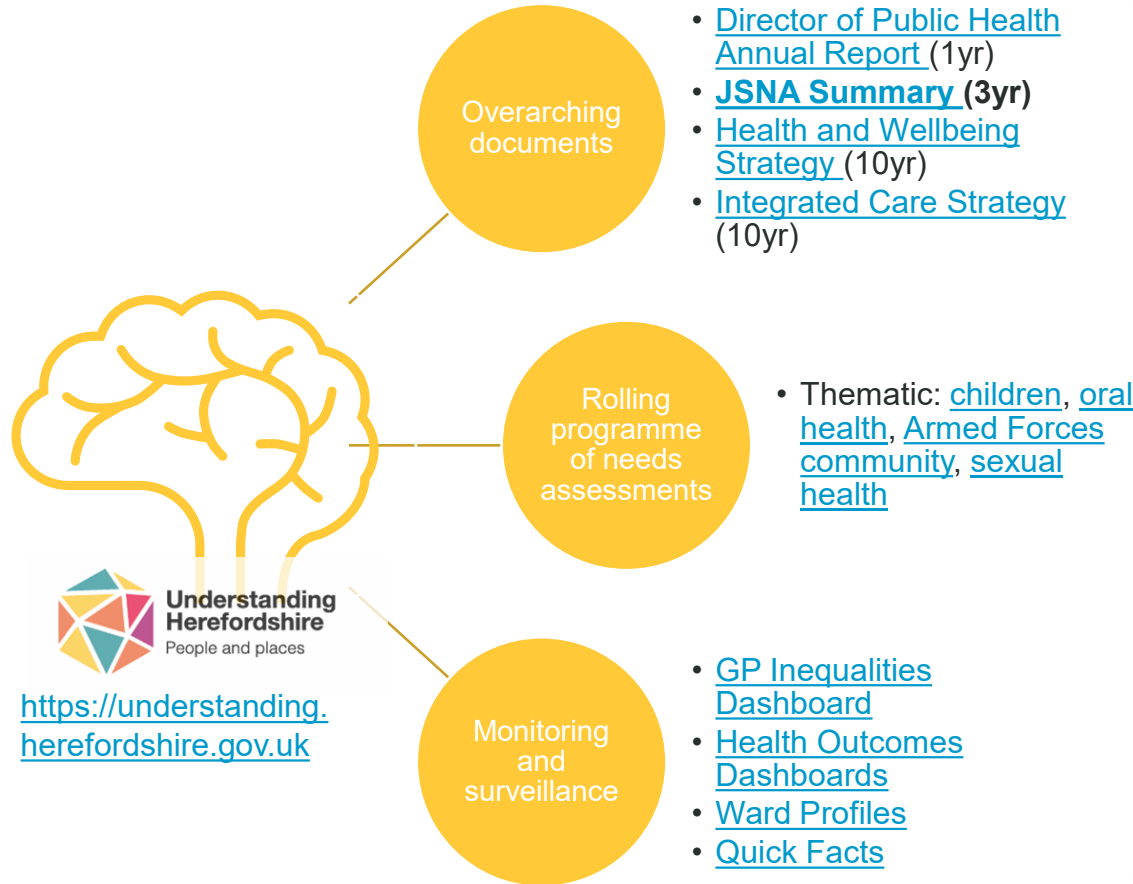 Overarching
documents
• Director of Public Health
Annual Report (1yr)
• JSNA Summary (3yr)
• Health and Wellbeing
Strategy (10yr)
• Integrated Care Strategy
(10yr)
Rolling
programme
of needs
assessments
• Thematic: children, oral
health, Armed Forces
community, sexual
health
Understanding
Herefordshire
People and places
https://understanding.
herefordshire.gov.uk
Monitoring
and
surveillance
• GP Inequalities
Dashboard
• Health Outcomes
Dashboards
• Ward Profiles
• Quick Facts